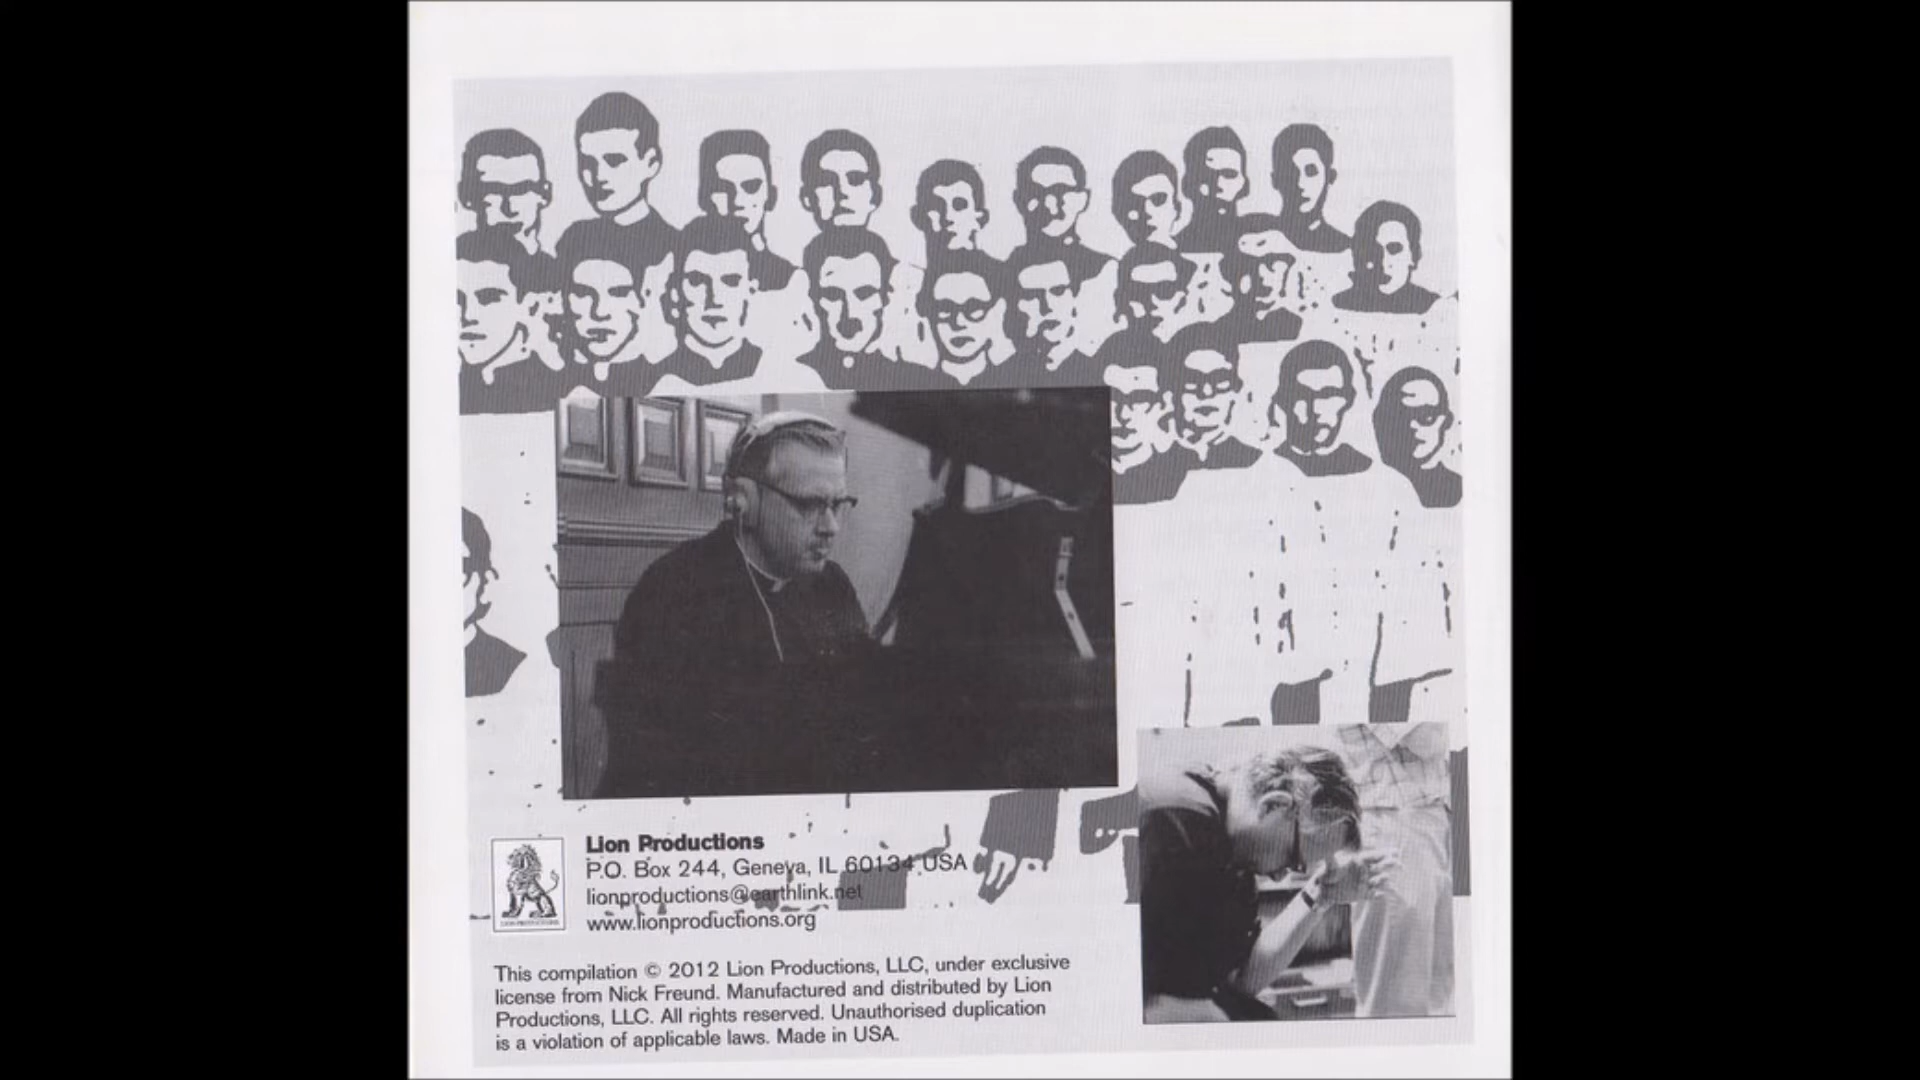 Lion Productions
P.O. Box 244, Geneva, IL 60134 USA
lionproductions@earthlink.net
www.lionproductions.org
LION PRODUCTIONS
This compilation © 2012 Lion Productions, LLC, under exclusive
license from Nick Freund. Manufactured and distributed by Lion
Productions, LLC. All rights reserved. Unauthorised duplication
is a violation of applicable laws. Made in USA.